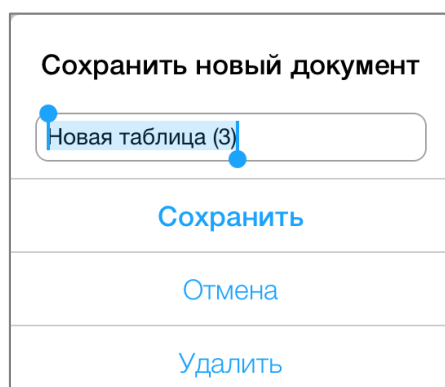 Сохранить новый документ
Новая таблица (3)
Сохранить
Отмена
Удалить